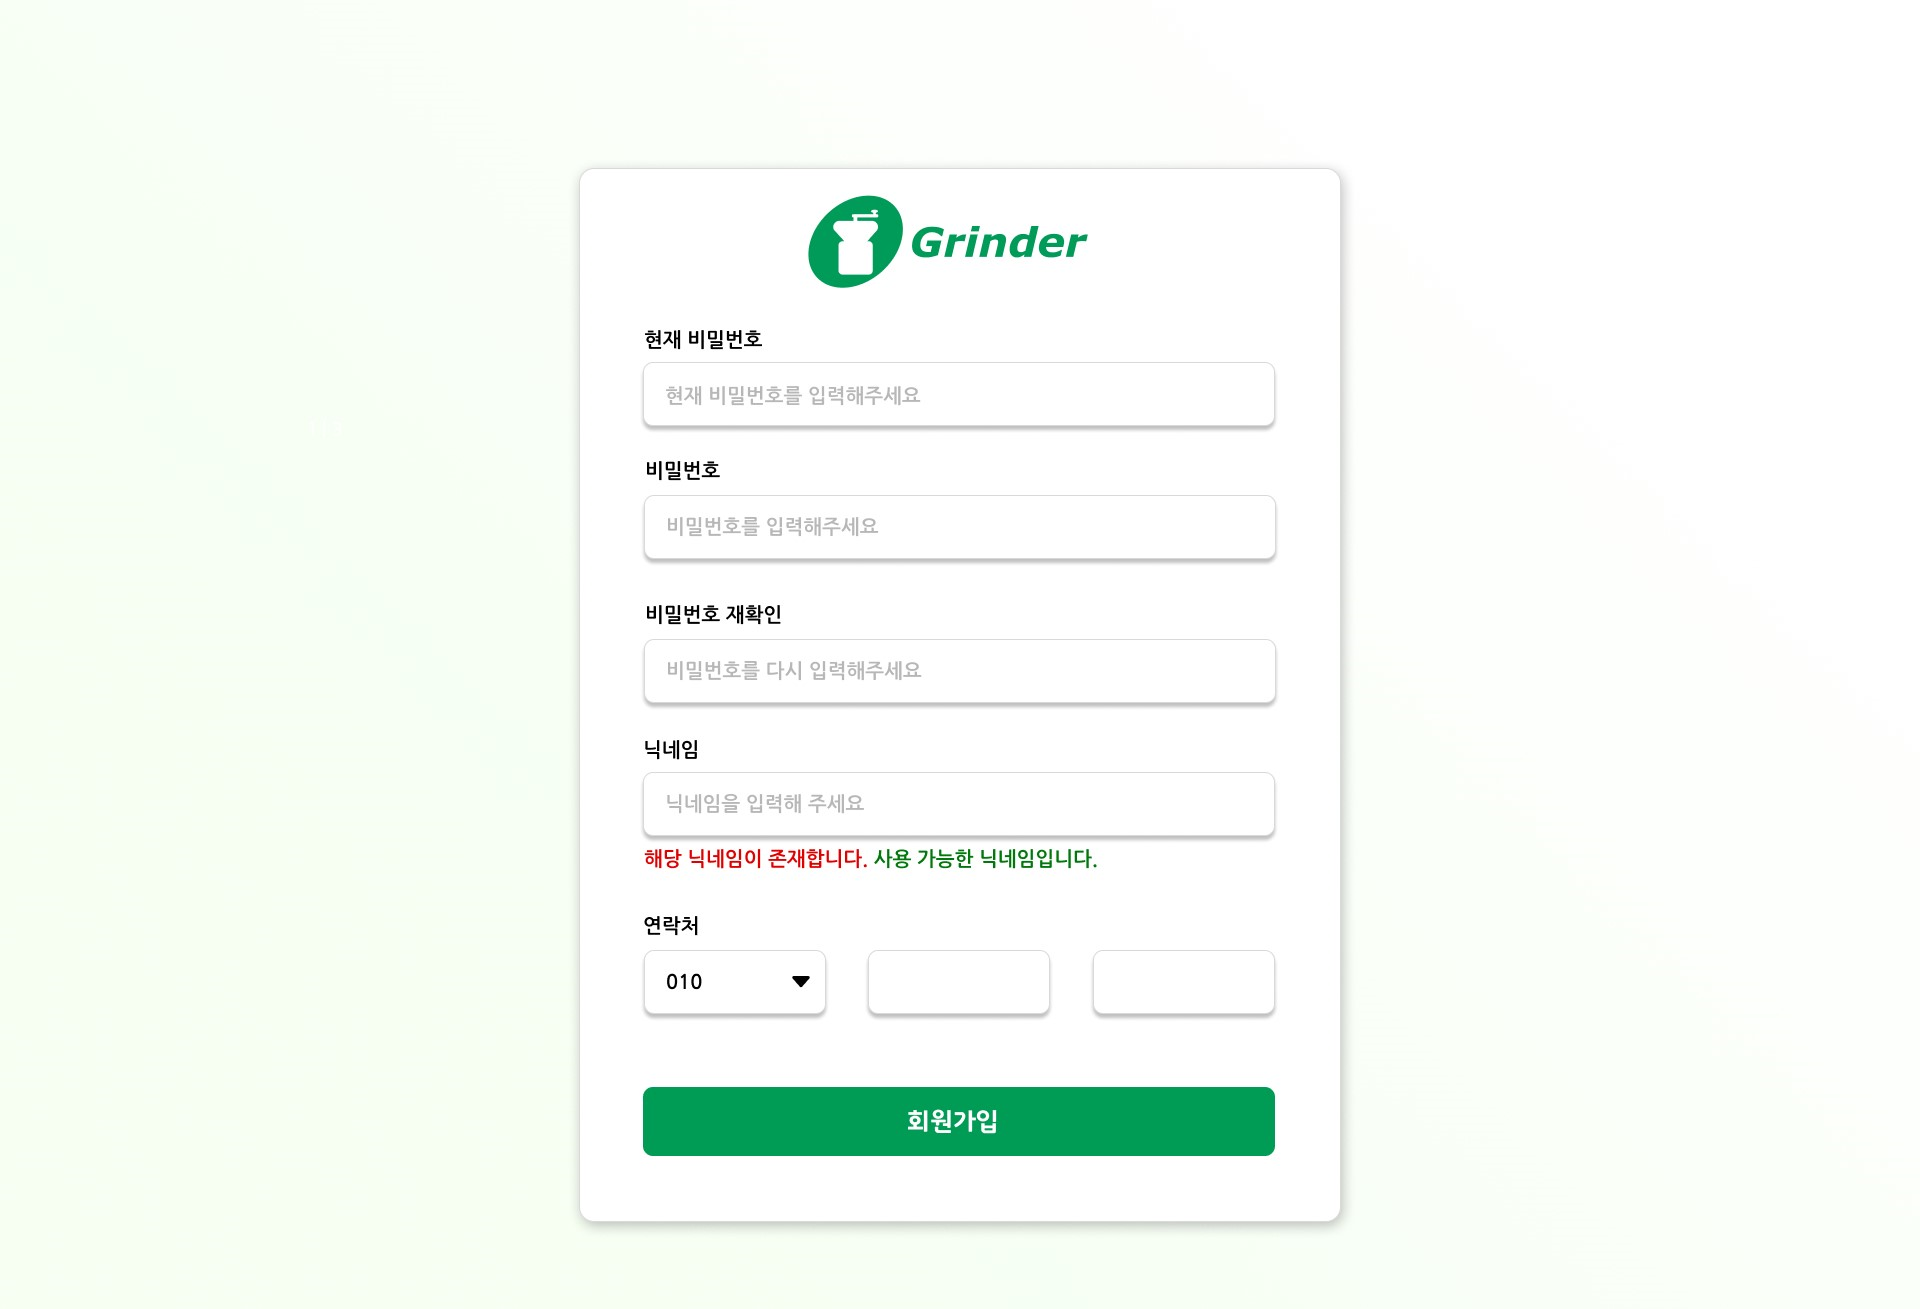 Grinder
현재 비밀번호
현재 비밀번호를 입력해주세요
비밀번호
비밀번호를 입력해주세요
비밀번호 재확인
비밀번호를 다시 입력해주세요
닉네임
닉네임을 입력해 주세요
해당 닉네임이 존재합니다. 사용 가능한 닉네임입니다.
연락처
010
회원가입